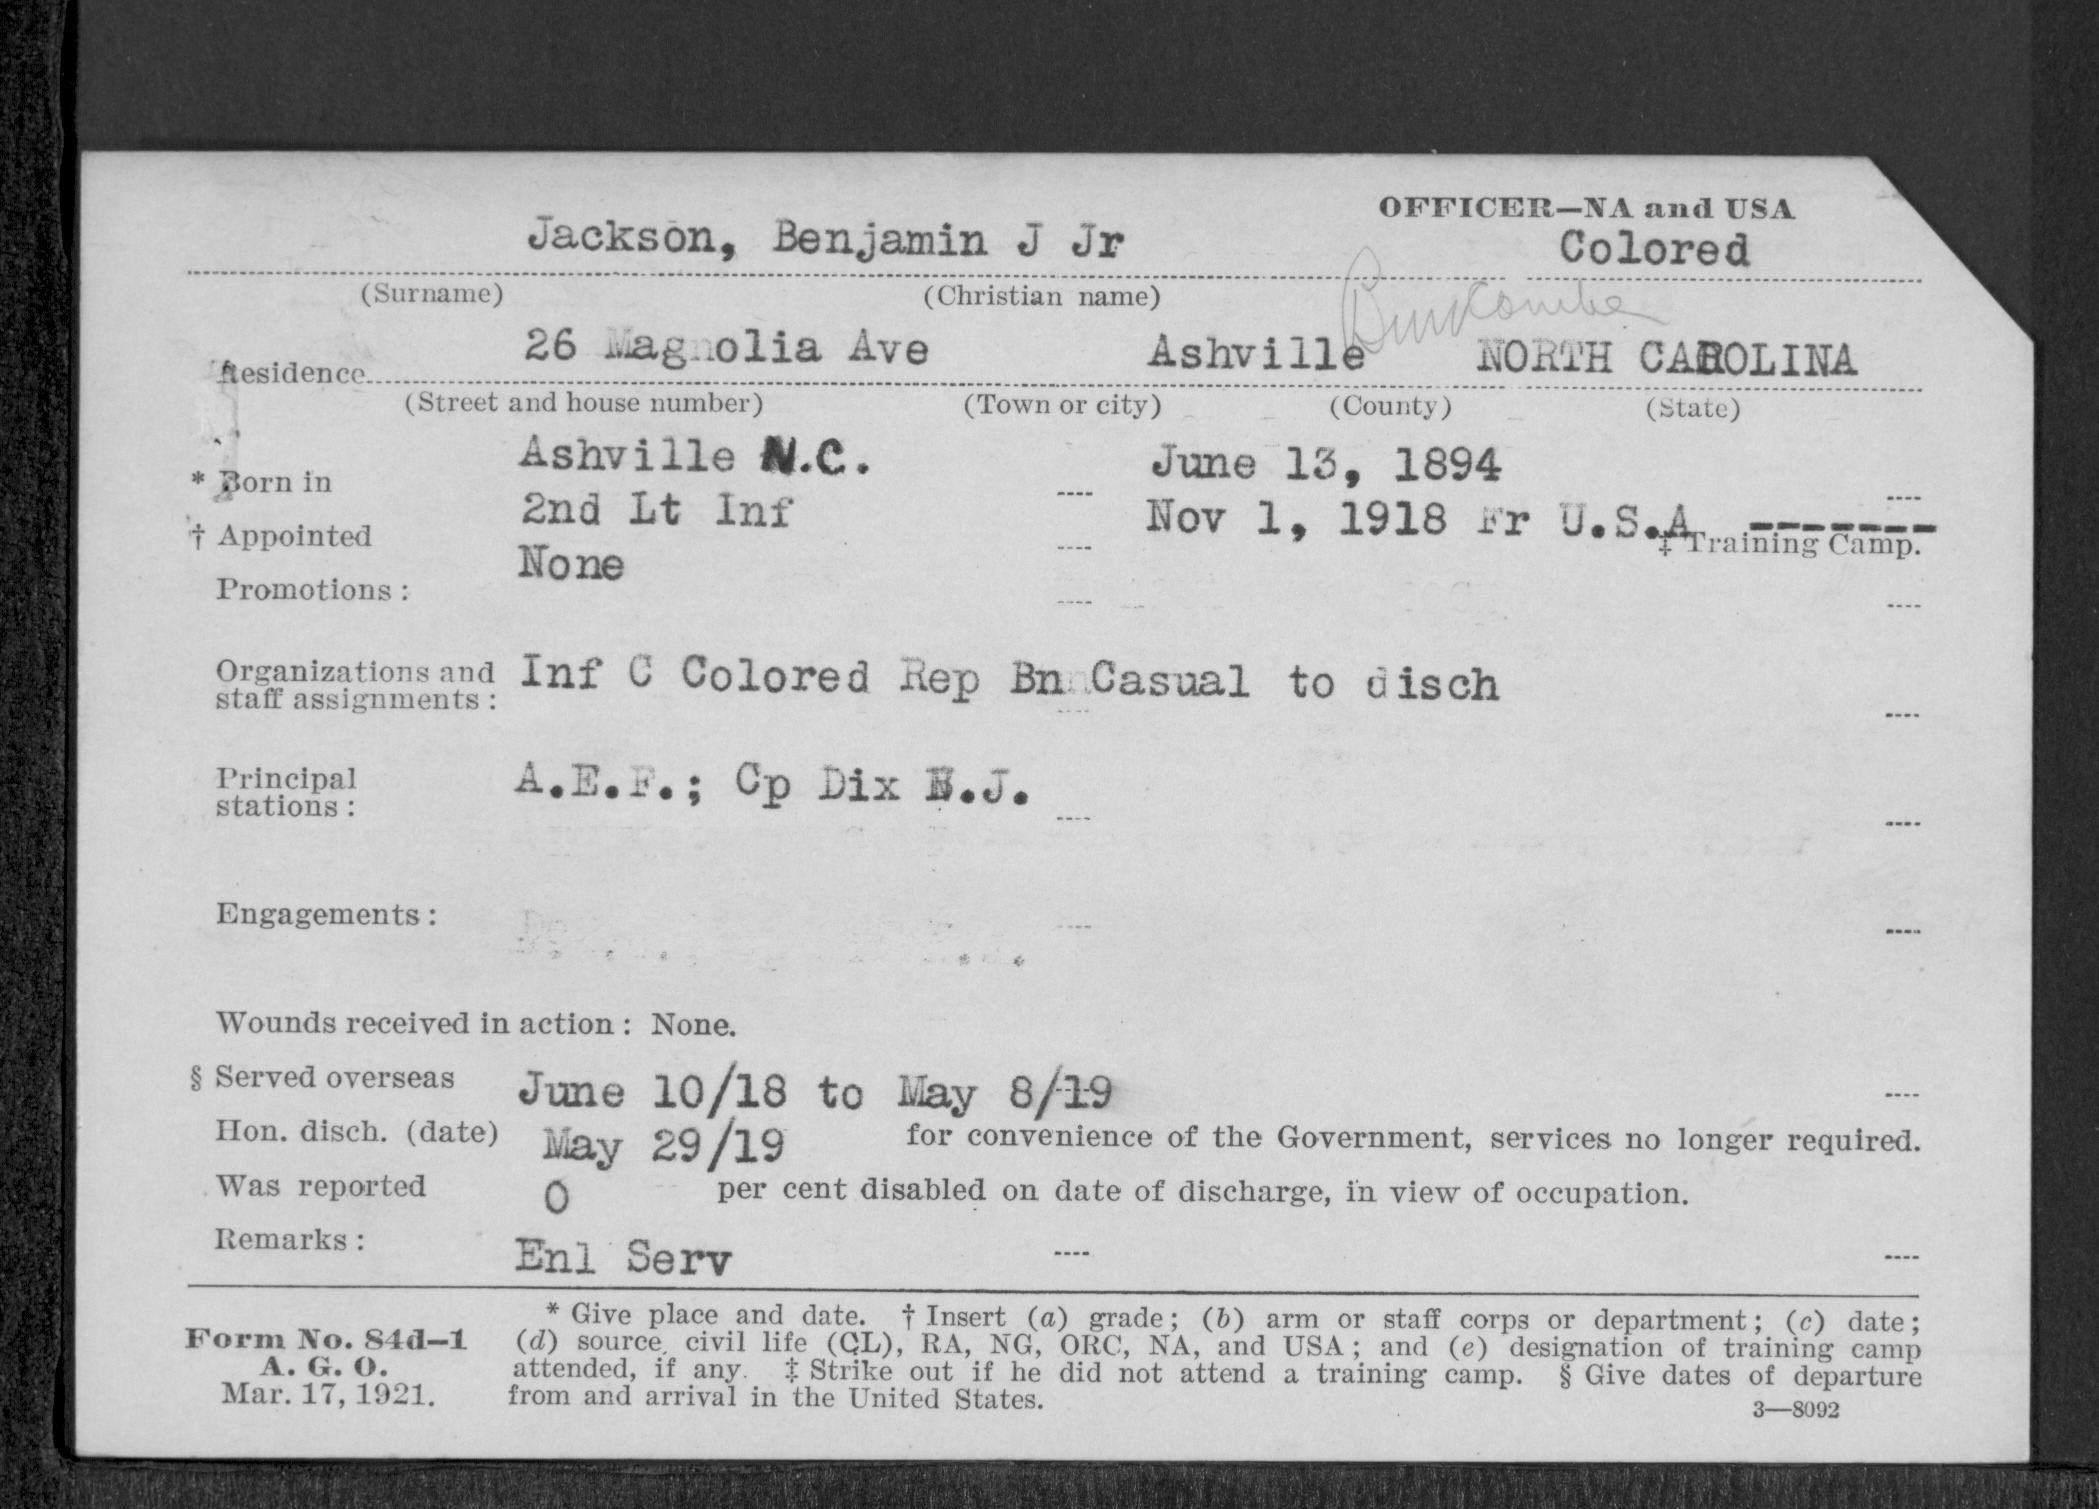 OFFICER—NA and USA
Jackson, Benjamin J Jr Colored
(Surname) (Christian name)
Buncombe
26 Magnolia Ave Ashville NORTH CAROLINA
Residence
(Street and house number) (Town or city) (County) (State)
Ashville N.C. June 13, 1894
* Born in
2nd Lt Inf Nov 1, 1918 Fr U.S.A -------
† Appointed ‡ Training Camp.
None
Promotions :
Organizations and Inf C Colored Rep Bn Casual to disch
staff assignments :
Principal A.E.F.; Cp Dix N.J.
stations :
Engagements :
Wounds received in action : None.
§ Served overseas June 10/18 to May 8/19
Hon. disch. (date) May 29/19 for convenience of the Government, services no longer required.
Was reported 0 per cent disabled on date of discharge, in view of occupation.
Remarks : Enl Serv
* Give place and date. † Insert (a) grade; (b) arm or staff corps or department; (c) date;
Form No. 84d–1 (d) source, civil life (CL), RA, NG, ORC, NA, and USA; and (e) designation of training camp
A. G. O. attended, if any. ‡ Strike out if he did not attend a training camp. § Give dates of departure
Mar. 17, 1921. from and arrival in the United States.
3—8092